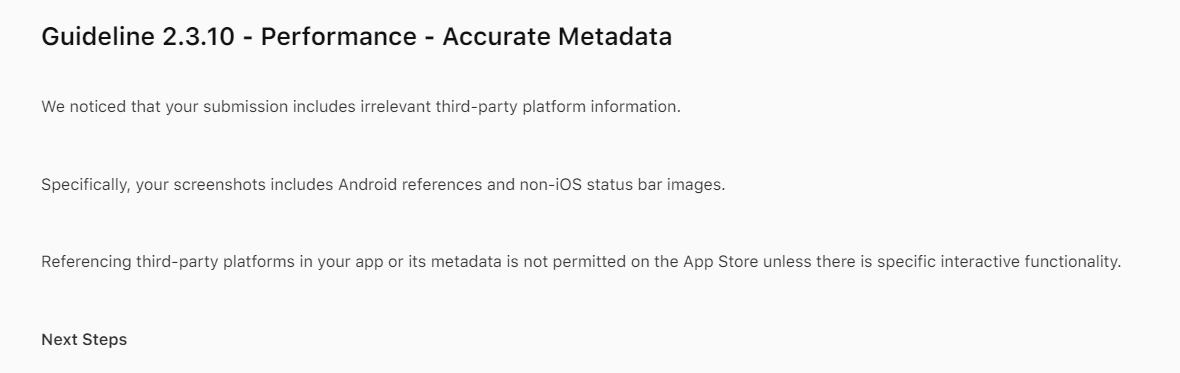 Guideline 2.3.10 - Performance - Accurate Metadata
We noticed that your submission includes irrelevant third-party platform information.
Specifically, your screenshots includes Android references and non-iOS status bar images.
Referencing third-party platforms in your app or its metadata is not permitted on the App Store unless there is specific interactive functionality.
Next Steps